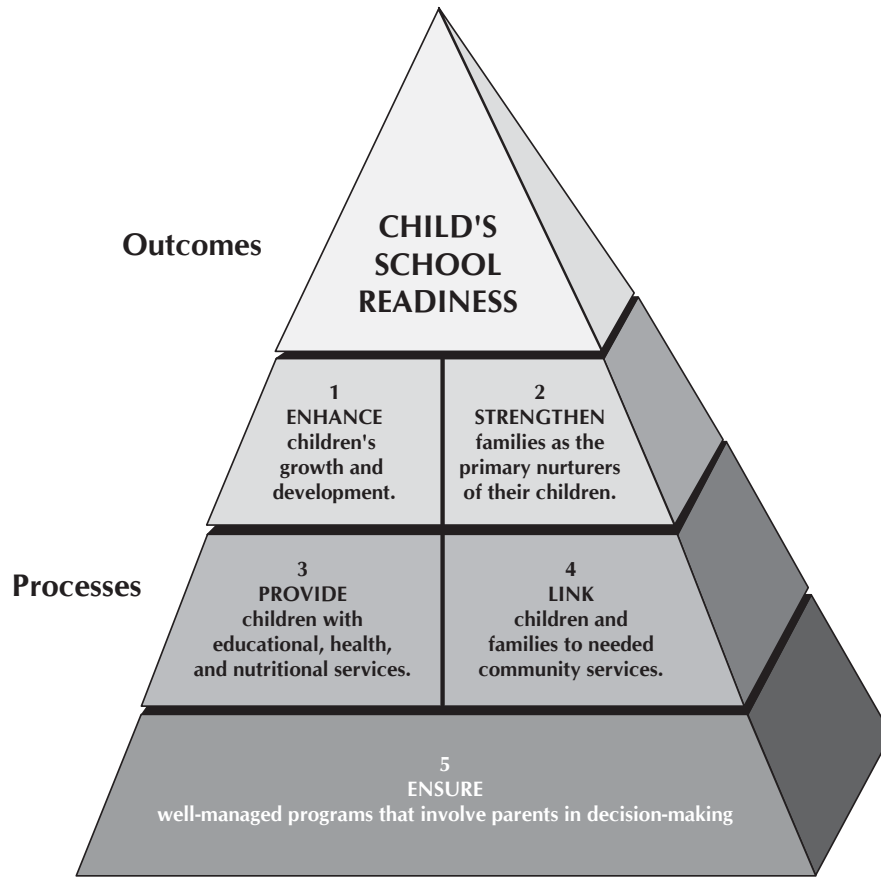 Outcomes
CHILD'S
SCHOOL
READINESS
1
ENHANCE
children's
growth and
development.
2
STRENGTHEN
families as the
primary nurturers
of their children.
Processes
3
PROVIDE
children with
educational, health,
and nutritional services.
4
LINK
children and
families to needed
community services.
5
ENSURE
well-managed programs that involve parents in decision-making